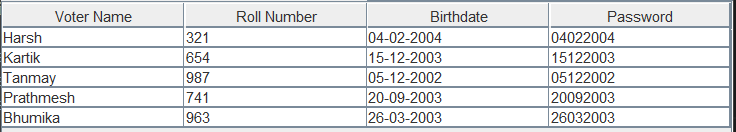 Voter Name Roll Number Birthdate Password
Harsh 321 04-02-2004 04022004
Kartik 654 15-12-2003 15122003
Tanmay 987 05-12-2002 05122002
Prathmesh 741 20-09-2003 20092003
Bhumika 963 26-03-2003 26032003